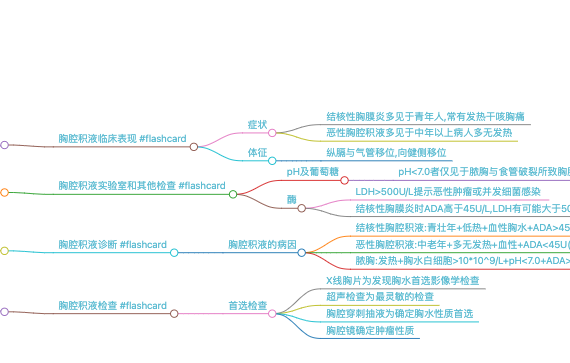 胸腔积液临床表现 #flashcard
症状
结核性胸膜炎多见于青年人,常有发热干咳胸痛
恶性胸腔积液多见于中年以上病人多无发热
体征
纵膈与气管移位,向健侧移位
胸腔积液实验室和其他检查 #flashcard
pH及葡萄糖
pH<7.0者仅见于脓胸与食管破裂所致胸
酶
LDH>500U/L提示恶性肿瘤或并发细菌感染
结核性胸膜炎时ADA高于45U/L,LDH有可能大于50
胸腔积液诊断 #flashcard
胸腔积液的病因
结核性胸腔积液:青壮年+低热+血性胸水+ADA>45
恶性胸腔积液:中老年+多无发热+血性+ADA<45U(
脓胸:发热+胸水白细胞>10*10^9/L+pH<7.0+ADA>
胸腔积液检查 #flashcard
首选检查
X线胸片为发现胸水首选影像学检查
超声检查为最灵敏的检查
胸腔穿刺抽液为确定胸水性质首选
胸腔镜确定肿瘤性质